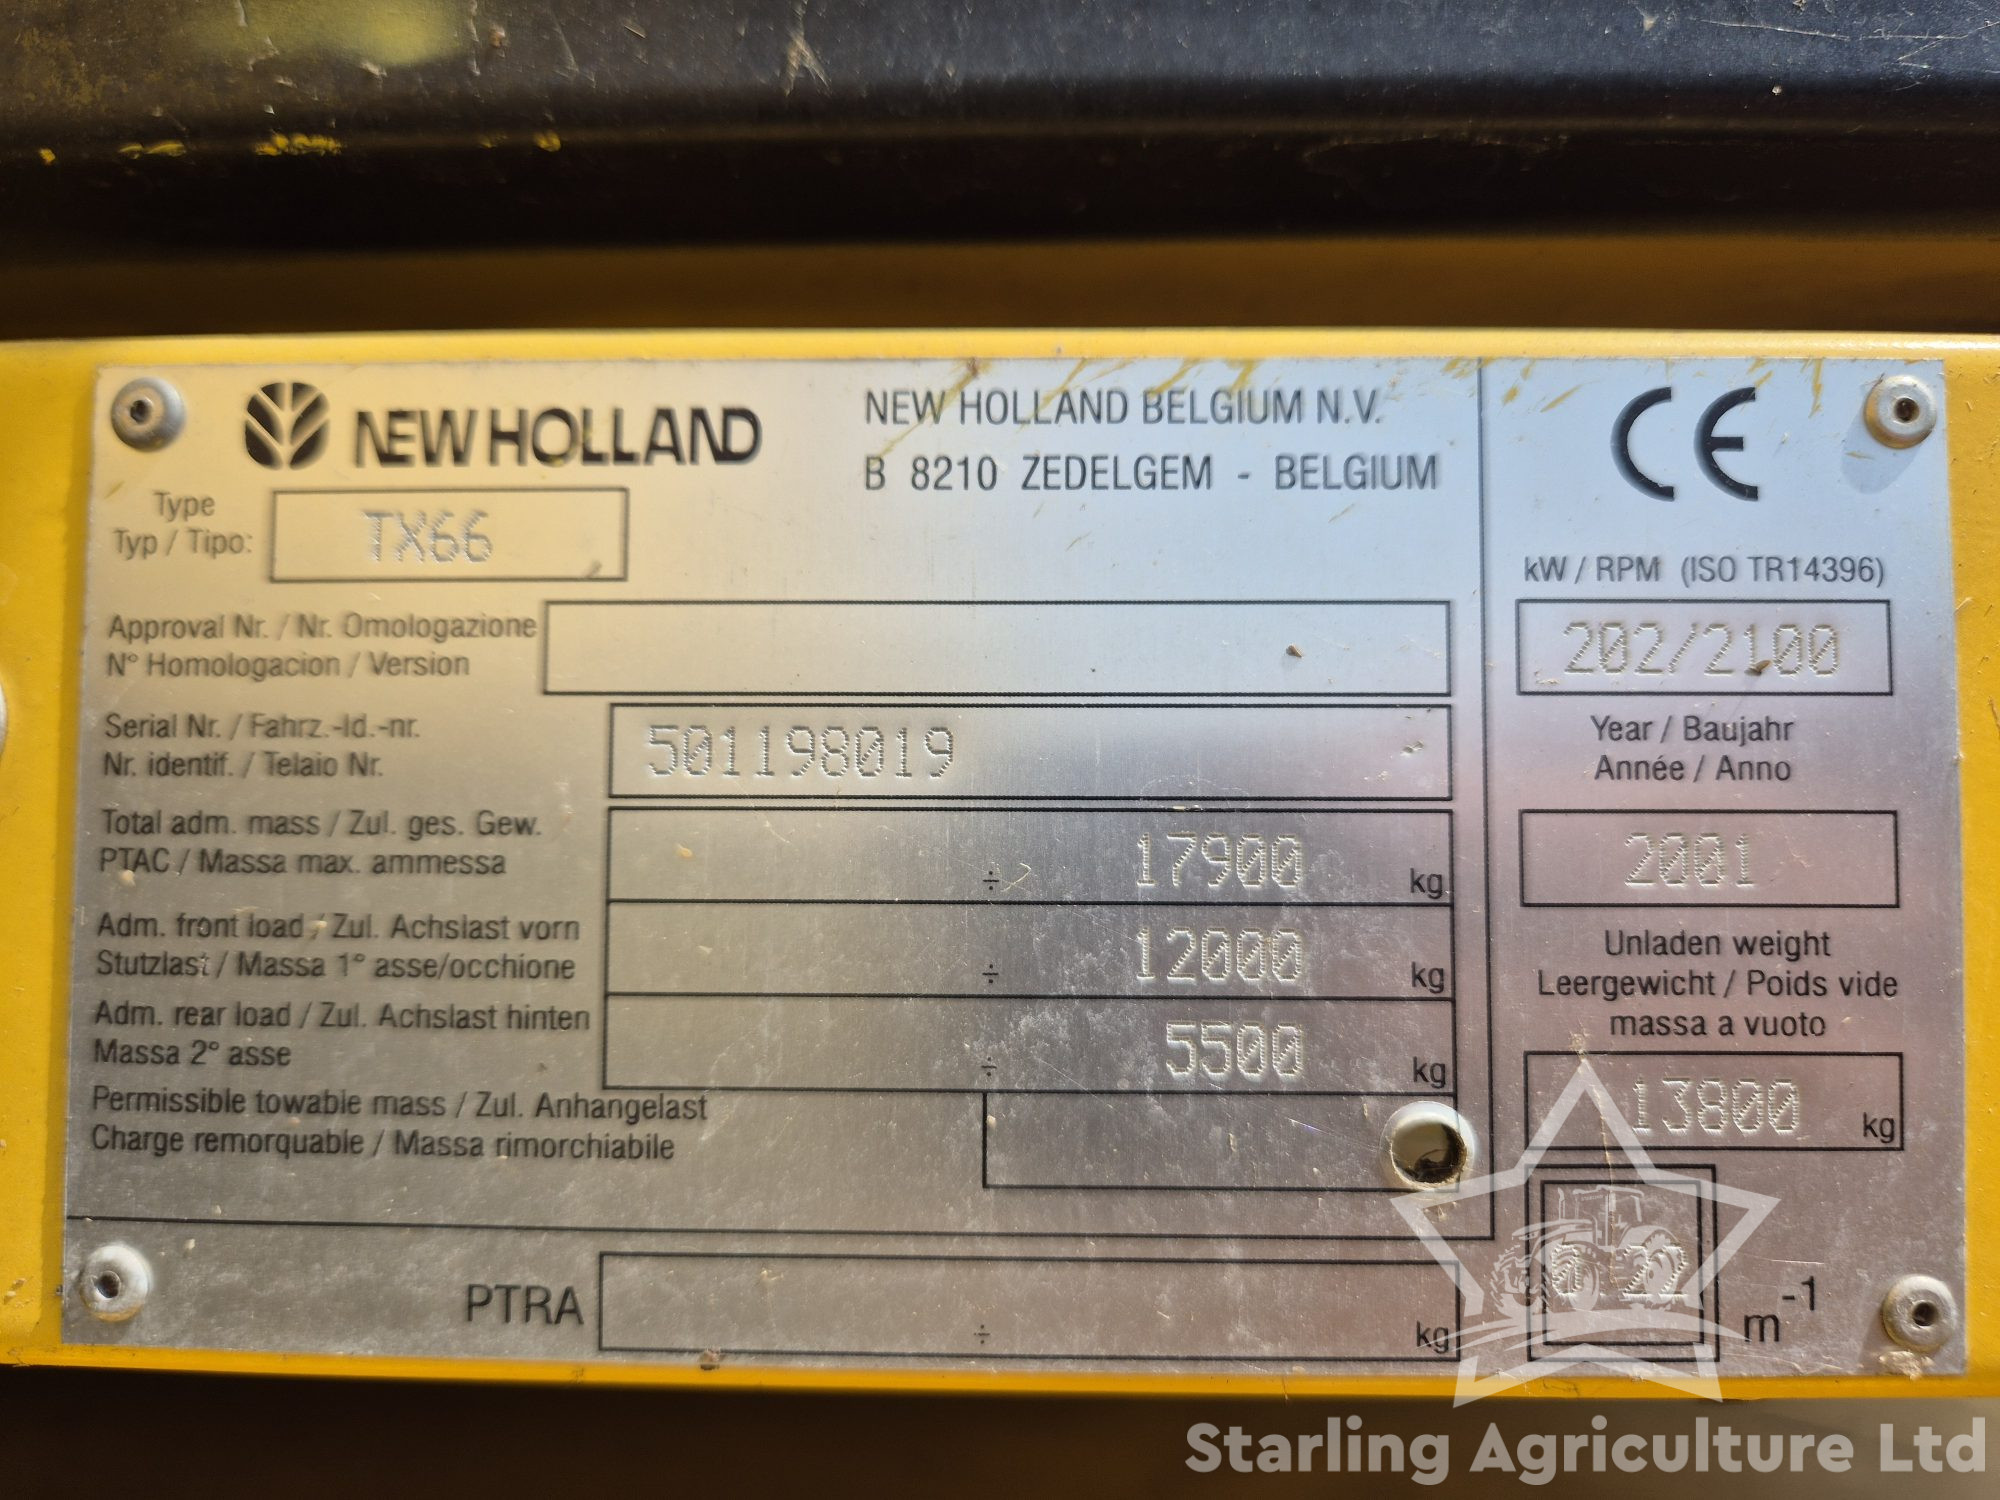 NEW HOLLAND
NEW HOLLAND BELGIUM N.V.
B 8210 ZEDELGEM - BELGIUM
Type
Typ / Tipo:
TX66
Approval Nr. / Nr. Omologazione
N° Homologacion / Version
Serial Nr. / Fahrz.-Id.-nr.
Nr. identif. / Telaio Nr.
501198019
Total adm. mass / Zul. ges. Gew.
PTAC / Massa max. ammessa
÷ 17900 kg
Adm. front load / Zul. Achslast vorn
Stutzlast / Massa 1° asse/occhione
÷ 12000 kg
Adm. rear load / Zul. Achslast hinten
Massa 2° asse
÷ 5500 kg
Permissible towable mass / Zul. Anhangelast
Charge remorquable / Massa rimorchiabile
PTRA ÷ kg
CE
kW / RPM (ISO TR14396)
202/2100
Year / Baujahr
Année / Anno
2001
Unladen weight
Leergewicht / Poids vide
massa a vuoto
13800 kg
m-1
Starling Agriculture Ltd